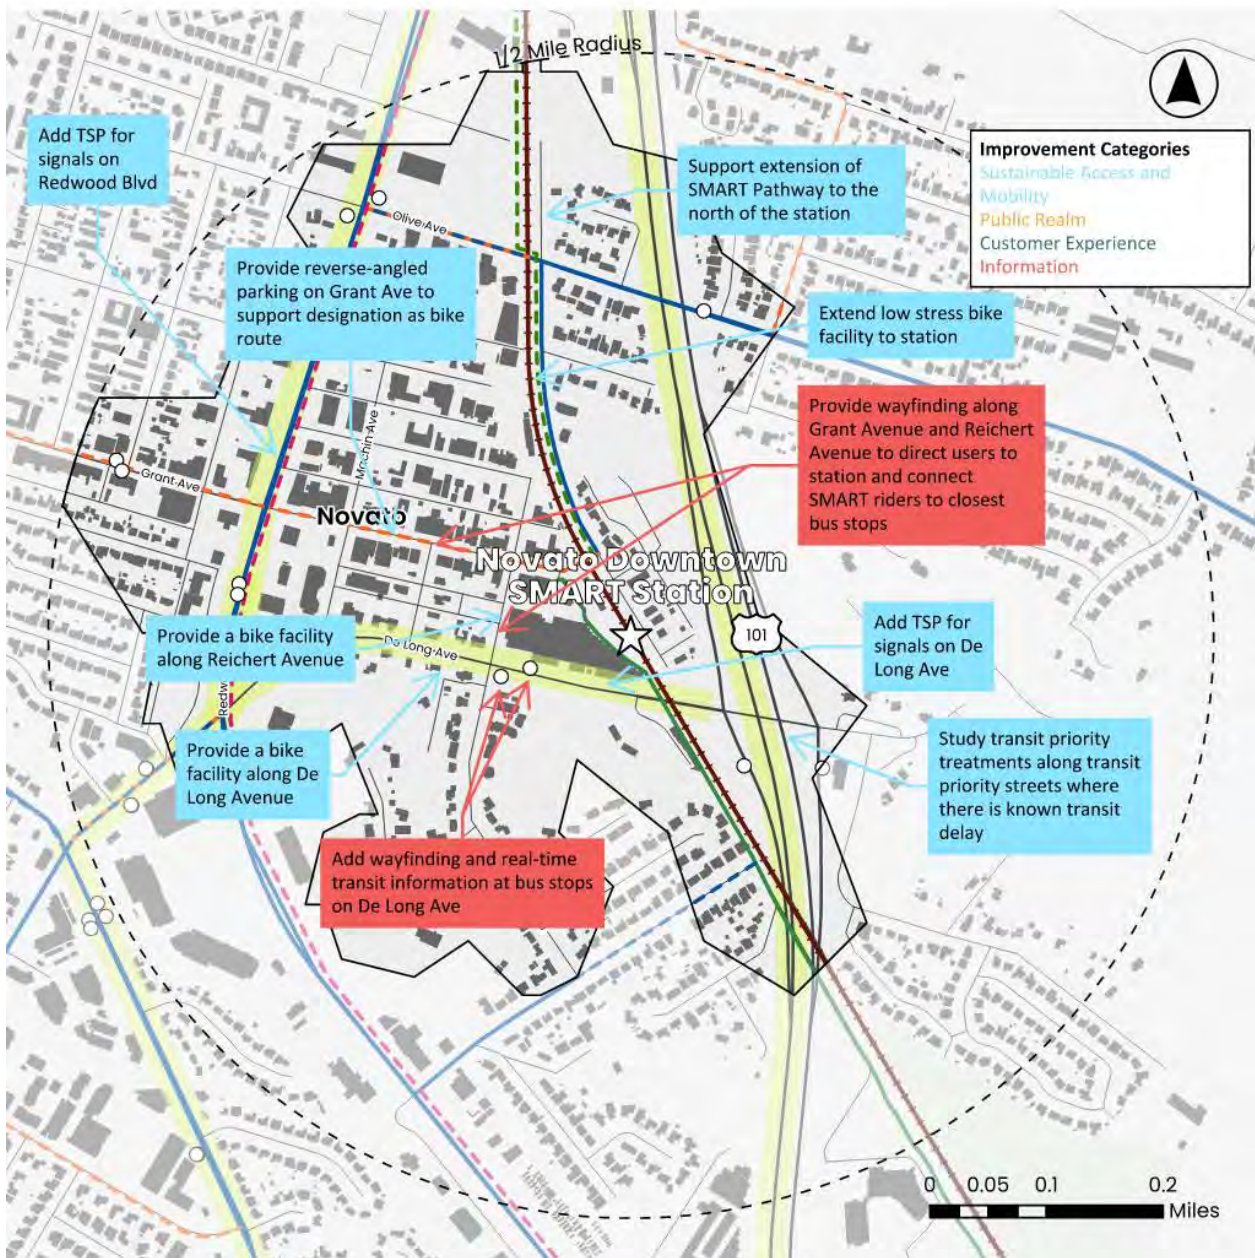 1/2 Mile Radius
Add TSP for
signals on
Redwood Blvd
Support extension of
SMART Pathway to the
north of the station
Improvement Categories
Sustainable Access and
Mobility
Public Realm
Customer Experience
Information
Olive Ave
Provide reverse-angled
parking on Grant Ave to
support designation as bike
route
Extend low stress bike
facility to station
Provide wayfinding along
Grant Avenue and Reichert
Avenue to direct users to
station and connect
SMART riders to closest
bus stops
Machin Ave
Grant Ave
Novato
Novato Downtown
SMART Station
101
Provide a bike facility
along Reichert Avenue
De Long Ave
Add TSP for
signals on De
Long Ave
Redw
Provide a bike
facility along De
Long Avenue
Study transit priority
treatments along transit
priority streets where
there is known transit
delay
Add wayfinding and real-time
transit information at bus stops
on De Long Ave
0 0.05 0.1 0.2
Miles